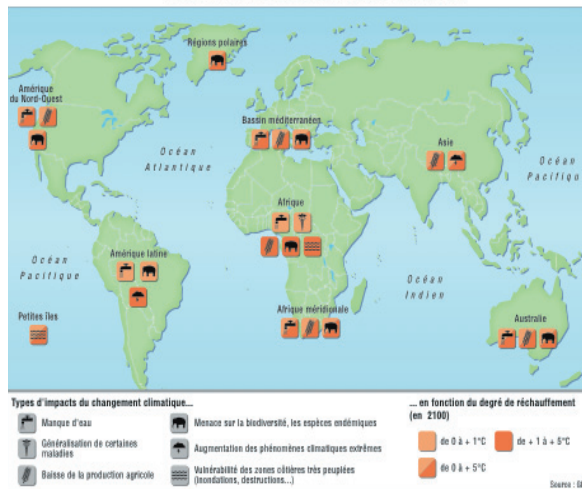 Régions polaires
Amérique
du Nord-Ouest
Bassin méditerranéen
Asie
Océan
Atlantique
Océan
Pacifique
Afrique
Amérique latine
Océan
Pacifique
Océan
Indien
Petites îles
Afrique méridionale
Australie
Types d'impacts du changement climatique...
Manque d'eau
Généralisation de certaines
maladies
Baisse de la production agricole
Menace sur la biodiversité, les espèces endémiques
Augmentation des phénomènes climatiques extrêmes
Vulnérabilité des zones côtières très peuplées
(inondations, destructions...)
... en fonction du degré de réchauffement
(en 2100)
de 0 à + 1°C
de + 1 à + 5°C
de 0 à + 5°C
Source :